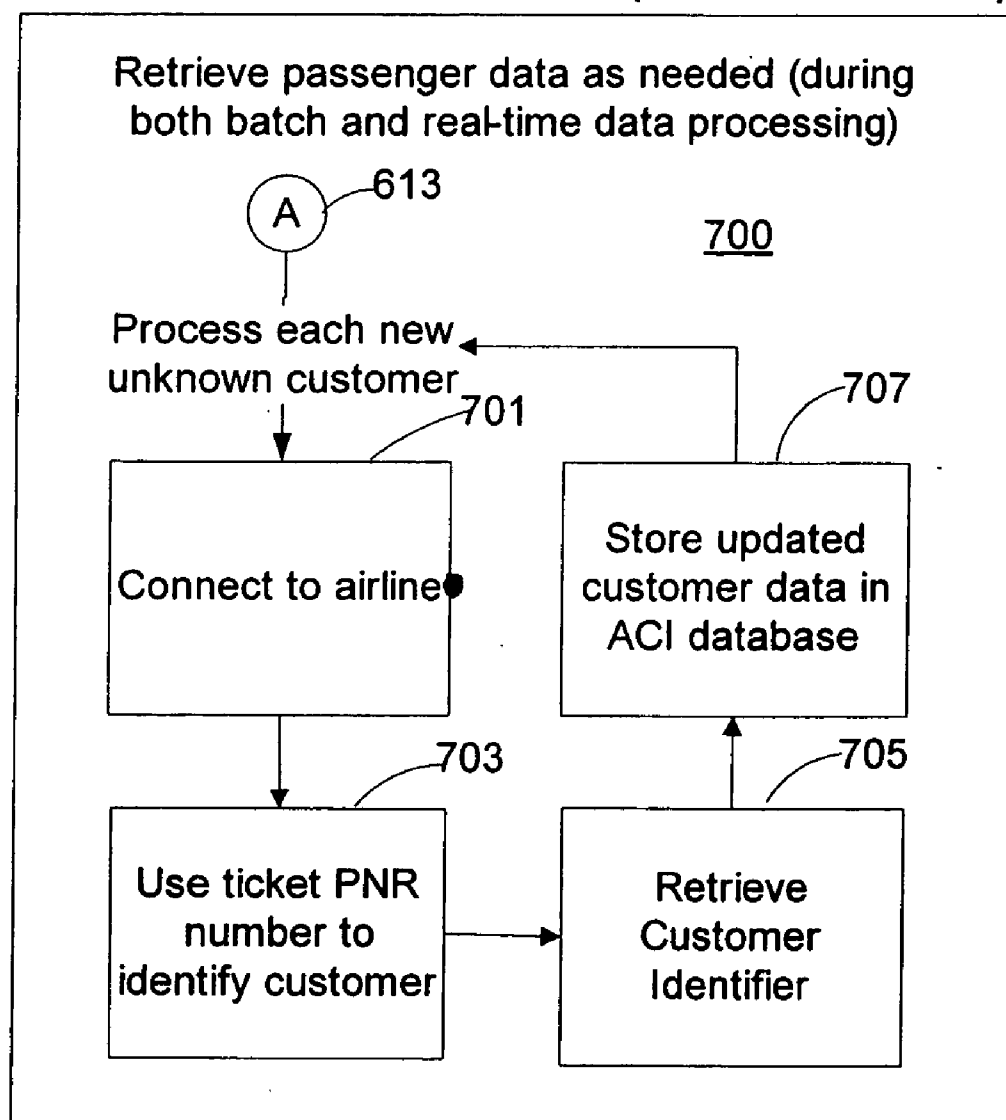 Retrieve passenger data as needed (during
both batch and real-time data processing)
A
613
700
Process each new
unknown customer
701
Connect to airline
707
Store updated
customer data in
ACI database
703
Use ticket PNR
number to
identify customer
705
Retrieve
Customer
Identifier